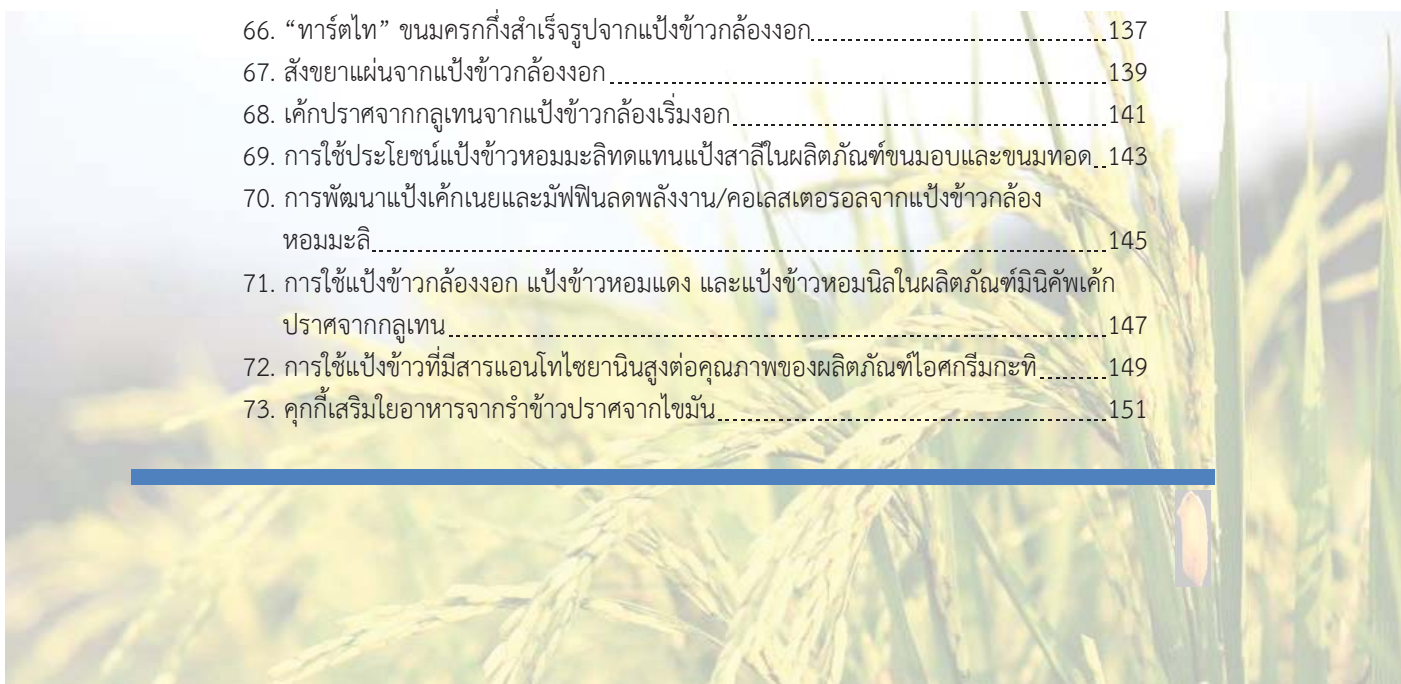 66. “ทาร์ตไท” ขนมครกกึ่งสำเร็จรูปจากแป้งข้าวกล้องงอก 137
67. สังขยาแผ่นจากแป้งข้าวกล้องงอก 139
68. เค้กปราศจากกลูเทนจากแป้งข้าวกล้องเริ่มงอก 141
69. การใช้ประโยชน์แป้งข้าวหอมมะลิทดแทนแป้งสาลีในผลิตภัณฑ์ขนมอบและขนมทอด 143
70. การพัฒนาแป้งเค้กเนยและมัฟฟินลดพลังงาน/คอเลสเตอรอลจากแป้งข้าวกล้อง
หอมมะลิ 145
71. การใช้แป้งข้าวกล้องงอก แป้งข้าวหอมแดง และแป้งข้าวหอมนิลในผลิตภัณฑ์มินิคัพเค้ก
ปราศจากกลูเทน 147
72. การใช้แป้งข้าวที่มีสารแอนโทไซยานินสูงต่อคุณภาพของผลิตภัณฑ์ไอศกรีมกะทิ 149
73. คุกกี้เสริมใยอาหารจากรำข้าวปราศจากไขมัน 151